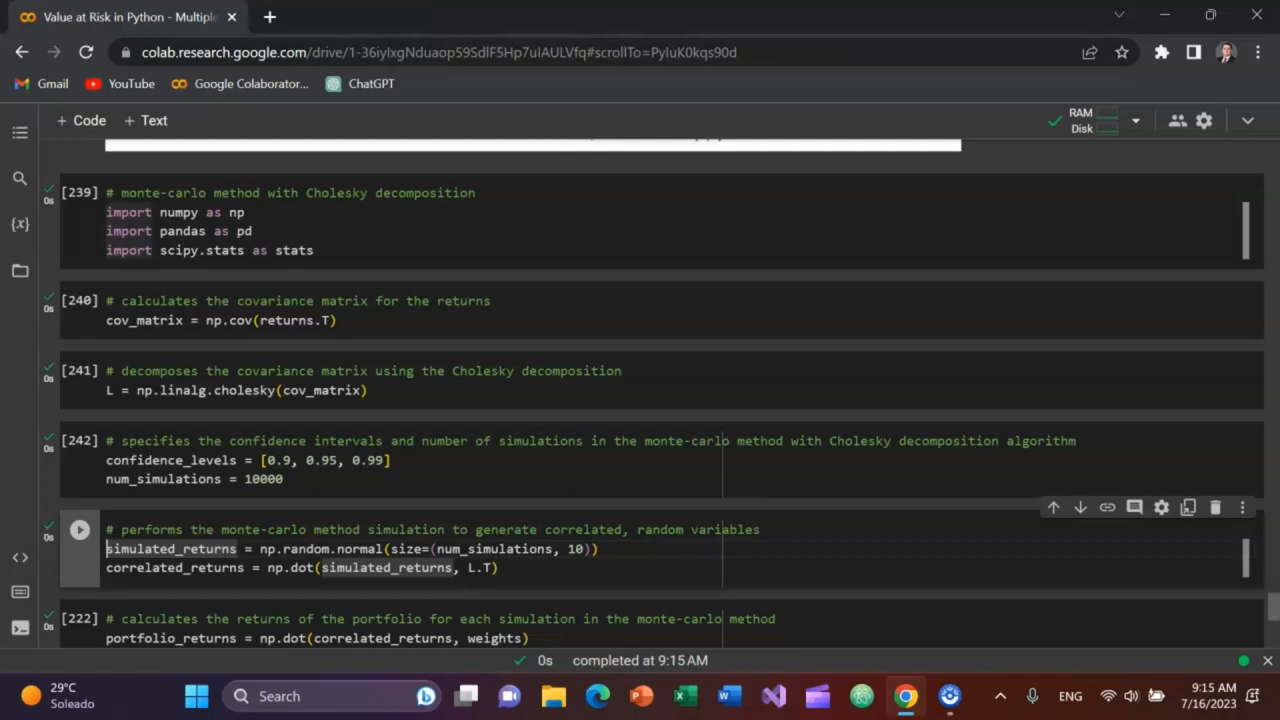 Value at Risk in Python - Multiple
colab.research.google.com/drive/1-36iylxgNduaop59SdlF5Hp7uIAULVfq#scrollTo=PyIuK0kqs90d
Gmail YouTube Google Colaborator... ChatGPT
+ Code + Text
RAM
Disk
[239] # monte-carlo method with Cholesky decomposition
0s
import numpy as np
import pandas as pd
import scipy.stats as stats
[240] # calculates the covariance matrix for the returns
0s
cov_matrix = np.cov(returns.T)
[241] # decomposes the covariance matrix using the Cholesky decomposition
0s
L = np.linalg.cholesky(cov_matrix)
[242] # specifies the confidence intervals and number of simulations in the monte-carlo method with Cholesky decomposition algorithm
0s
confidence_levels = [0.9, 0.95, 0.99]
num_simulations = 10000
# performs the monte-carlo method simulation to generate correlated, random variables
0s
simulated_returns = np.random.normal(size=(num_simulations, 10))
correlated_returns = np.dot(simulated_returns, L.T)
[222] # calculates the returns of the portfolio for each simulation in the monte-carlo method
0s
portfolio_returns = np.dot(correlated_returns, weights)
0s completed at 9:15 AM
29°C
Soleado
Search
ENG
9:15 AM
7/16/2023